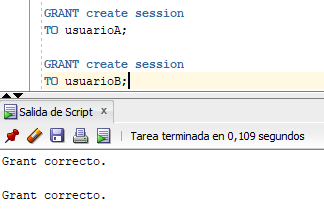 GRANT create session
TO usuarioA;
GRANT create session
TO usuarioB;
Salida de Script x
Tarea terminada en 0,109 segundos
Grant correcto.
Grant correcto.